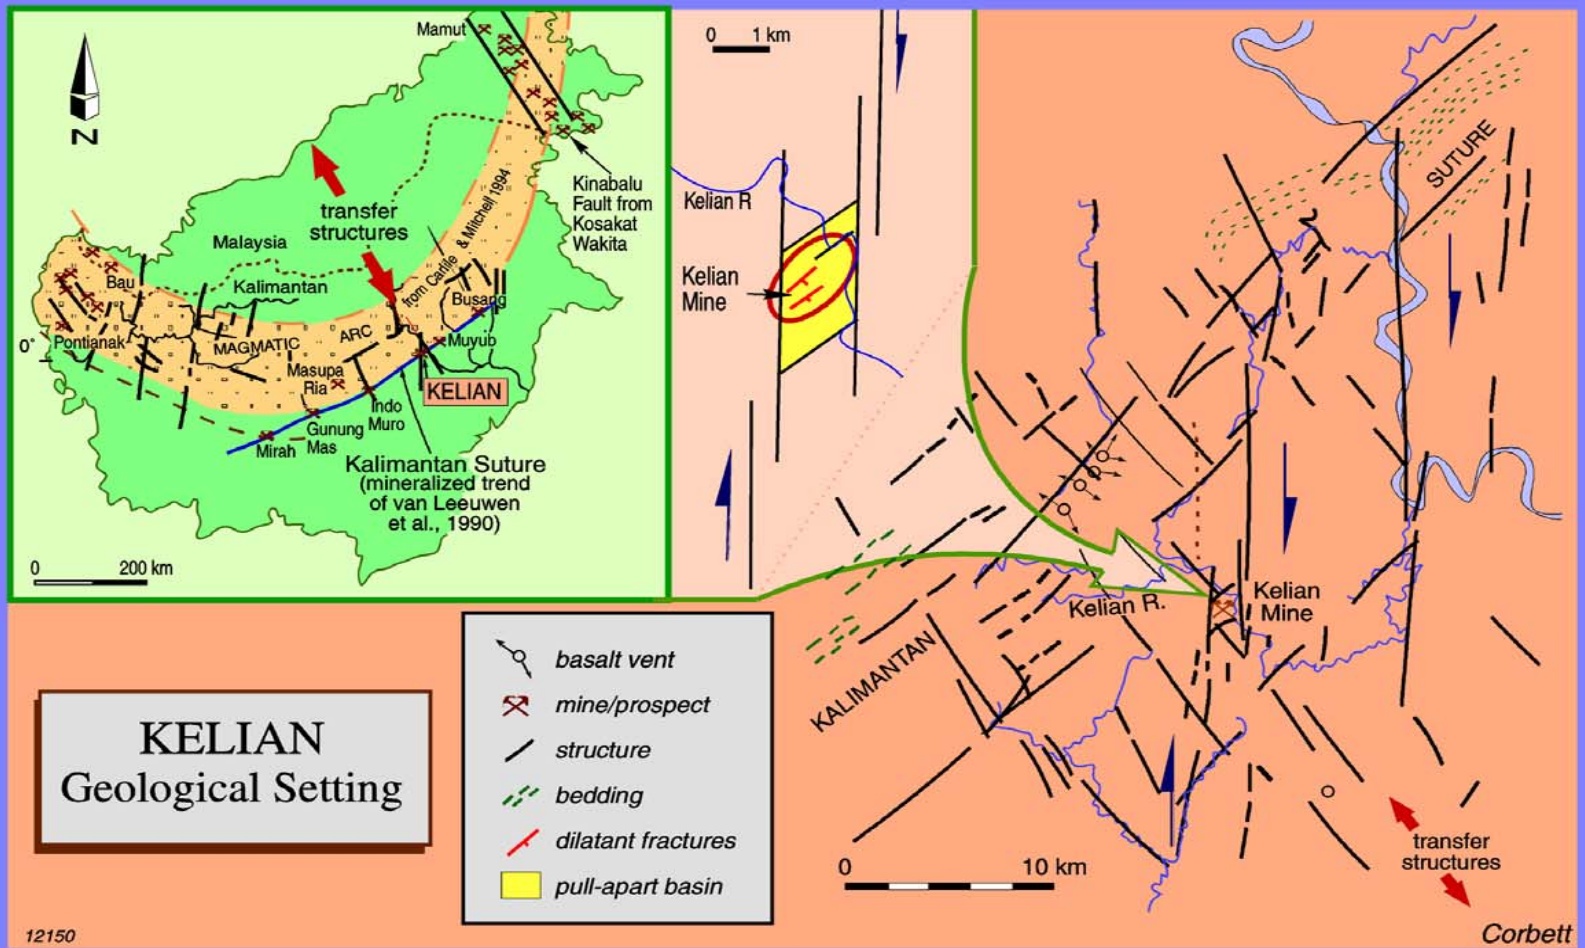 Mamut
N
transfer
structures
Malaysia
Kalimantan
Bau
Pontianak
0°
MAGMATIC
ARC
from Carlile & Mitchell 1994
Busang
Muyub
Masupa
Ria
KELIAN
Indo
Muro
Gunung
Mas
Mirah
Kalimantan Suture
(mineralized trend
of van Leeuwen
et al., 1990)
Kinabalu
Fault from
Kosakat
Wakita
0 200 km
0 1 km
Kelian R
Kelian
Mine
SUTURE
Kelian R.
Kelian
Mine
KALIMANTAN
transfer
structures
0 10 km
KELIAN
Geological Setting
basalt vent
mine/prospect
structure
bedding
dilatant fractures
pull-apart basin
12150
Corbett